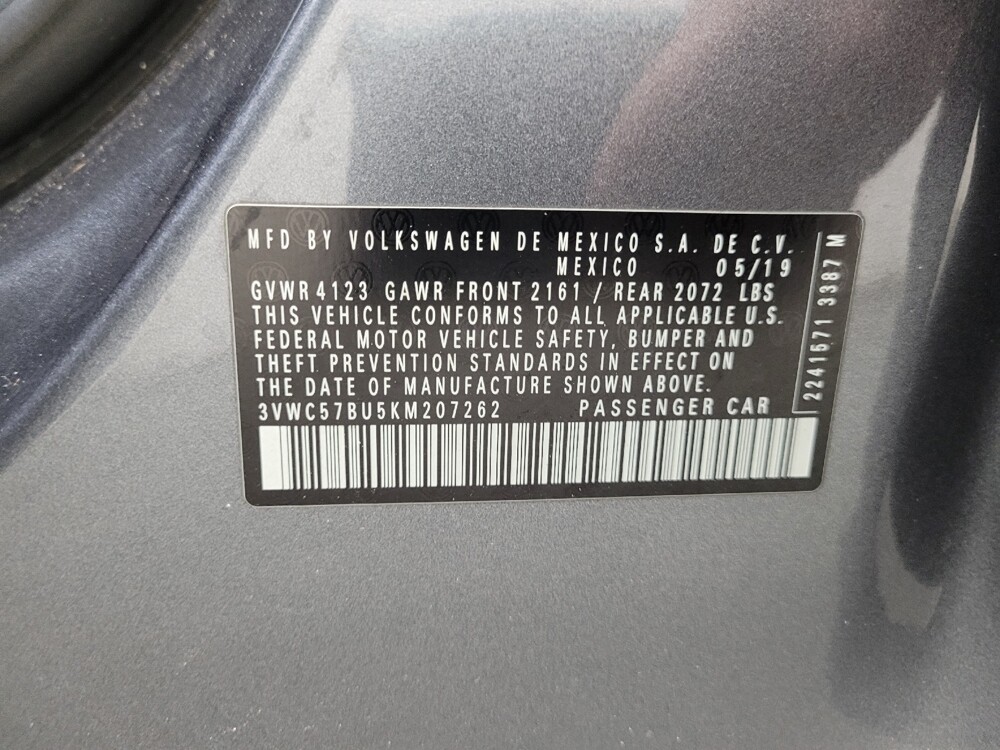 MFD BY VOLKSWAGEN DE MEXICO S.A. DE C.V.
MEXICO 05/19
GVWR 4123 GAWR FRONT 2161 / REAR 2072 LBS
THIS VEHICLE CONFORMS TO ALL APPLICABLE U.S.
FEDERAL MOTOR VEHICLE SAFETY, BUMPER AND
THEFT PREVENTION STANDARDS IN EFFECT ON
THE DATE OF MANUFACTURE SHOWN ABOVE.
3VWC57BU5KM207262 PASSENGER CAR
2241671 3387 M